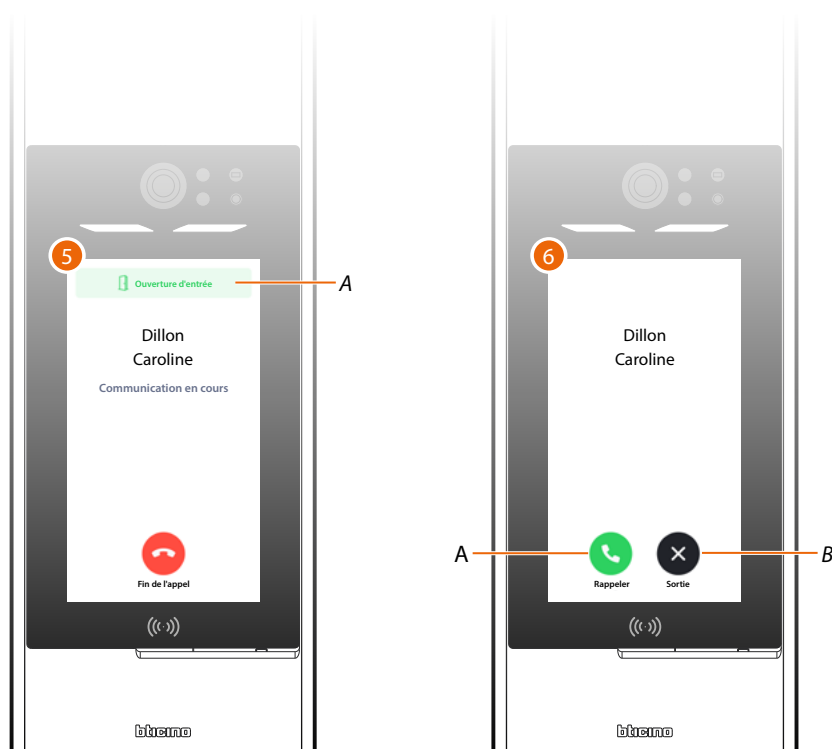 5
Ouverture d'entrée
A
Dillon
Caroline
Communication en cours
Fin de l'appel
bticino
6
Dillon
Caroline
A
B
Rappeler
Sortie
bticino